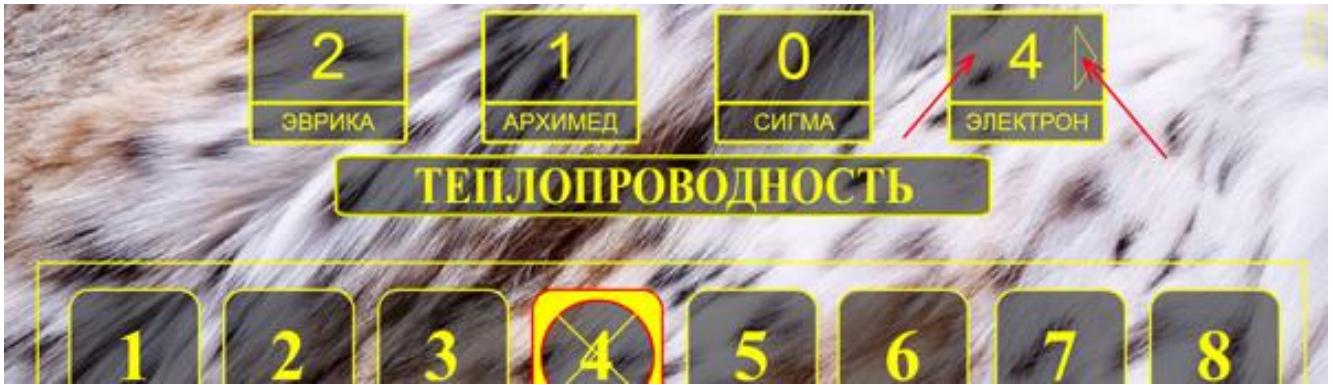 2 1 0 4
ЭВРИКА АРХИМЕД СИГМА ЭЛЕКТРОН
ТЕПЛОПРОВОДНОСТЬ
1 2 3 4 5 6 7 8